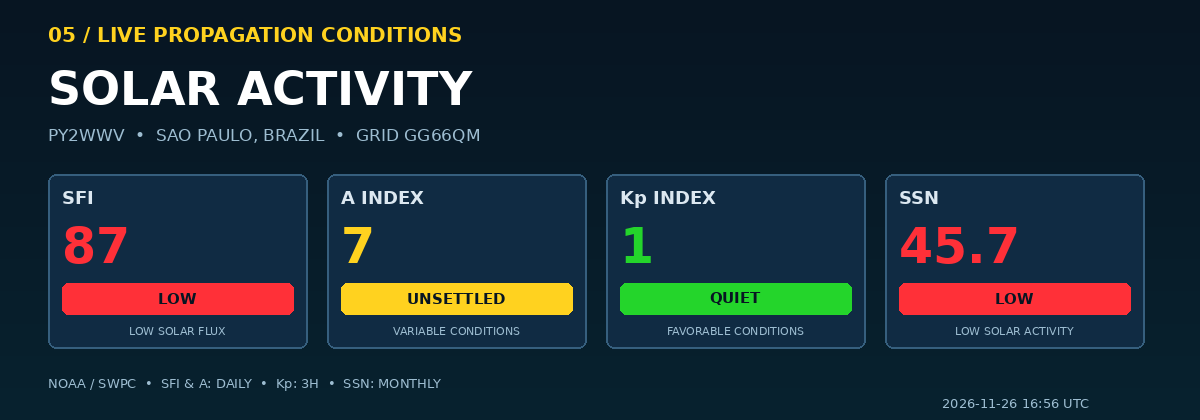 05 / LIVE PROPAGATION CONDITIONS
SOLAR ACTIVITY
PY2WWV • SAO PAULO, BRAZIL • GRID GG66QM
SFI
87
LOW
LOW SOLAR FLUX
A INDEX
7
UNSETTLED
VARIABLE CONDITIONS
Kp INDEX
1
QUIET
FAVORABLE CONDITIONS
SSN
45.7
LOW
LOW SOLAR ACTIVITY
NOAA / SWPC • SFI & A: DAILY • Kp: 3H • SSN: MONTHLY
2026-11-26 16:56 UTC